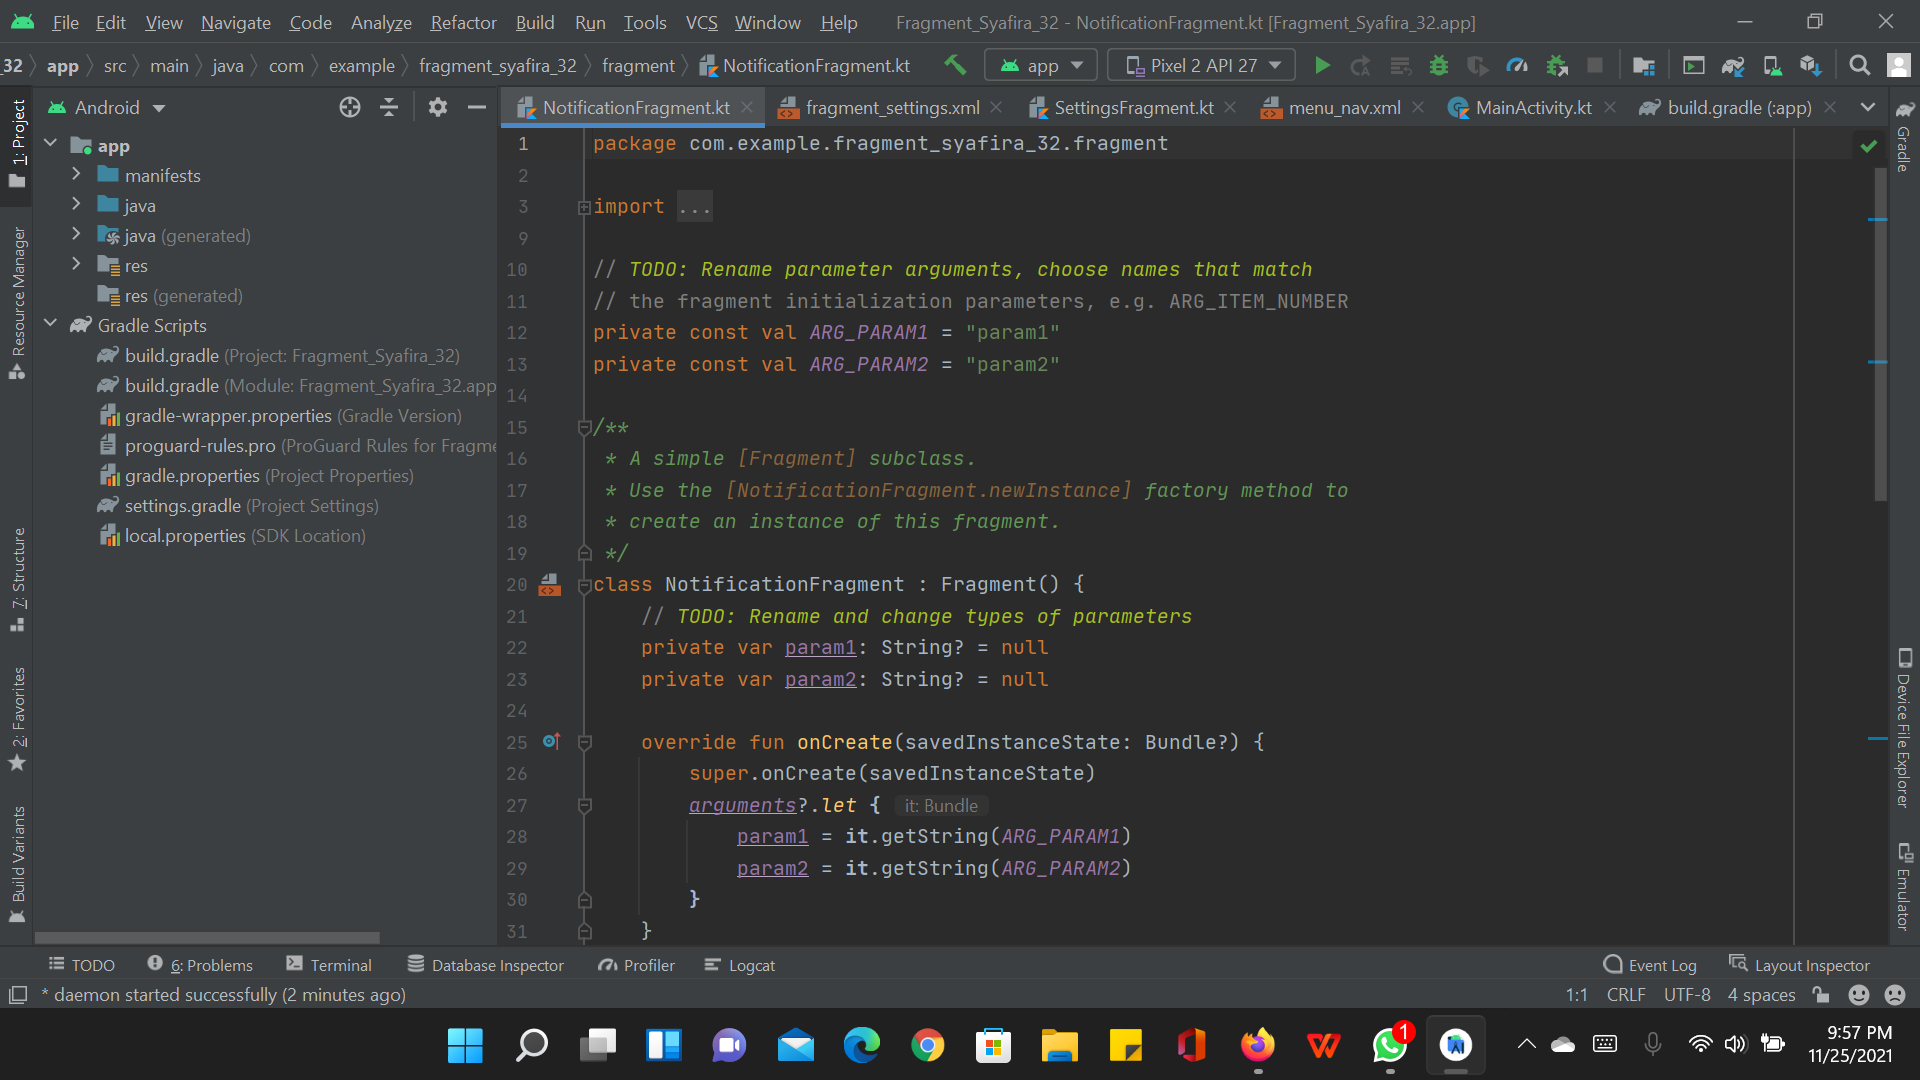 File Edit View Navigate Code Analyze Refactor Build Run Tools VCS Window Help Fragment_Syafira_32 - NotificationFragment.kt [Fragment_Syafira_32.app]
_32 app src main java com example fragment_syafira_32 fragment NotificationFragment.kt app Pixel 2 API 27
Android
NotificationFragment.kt fragment_settings.xml SettingsFragment.kt menu_nav.xml MainActivity.kt build.gradle (:app)
1: Project
Resource Manager
7: Structure
2: Favorites
Build Variants
app
manifests
java
java (generated)
res
res (generated)
Gradle Scripts
build.gradle (Project: Fragment_Syafira_32)
build.gradle (Module: Fragment_Syafira_32.app
gradle-wrapper.properties (Gradle Version)
proguard-rules.pro (ProGuard Rules for Fragme
gradle.properties (Project Properties)
settings.gradle (Project Settings)
local.properties (SDK Location)
1 package com.example.fragment_syafira_32.fragment
2
3 import ...
9
10 // TODO: Rename parameter arguments, choose names that match
11 // the fragment initialization parameters, e.g. ARG_ITEM_NUMBER
12 private const val ARG_PARAM1 = "param1"
13 private const val ARG_PARAM2 = "param2"
14
15 /**
16 * A simple [Fragment] subclass.
17 * Use the [NotificationFragment.newInstance] factory method to
18 * create an instance of this fragment.
19 */
20 class NotificationFragment : Fragment() {
21 // TODO: Rename and change types of parameters
22 private var param1: String? = null
23 private var param2: String? = null
24
25 override fun onCreate(savedInstanceState: Bundle?) {
26 super.onCreate(savedInstanceState)
27 arguments?.let { it: Bundle
28 param1 = it.getString(ARG_PARAM1)
29 param2 = it.getString(ARG_PARAM2)
30 }
31 }
Gradle
Device File Explorer
Emulator
TODO 6: Problems Terminal Database Inspector Profiler Logcat Event Log Layout Inspector
* daemon started successfully (2 minutes ago) 1:1 CRLF UTF-8 4 spaces
1
AI
9:57 PM
11/25/2021